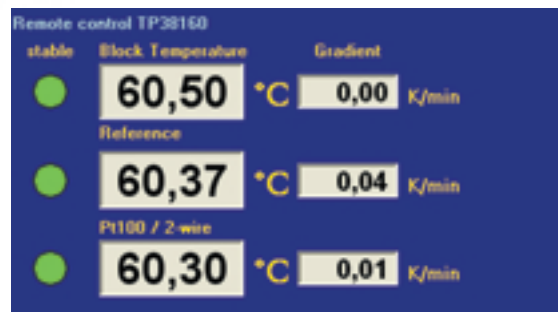 Remote control TP38160
stable Block Temperature Gradient
60,50 °C 0,00 K/min
Reference
60,37 °C 0,04 K/min
Pt100 / 2-wire
60,30 °C 0,01 K/min